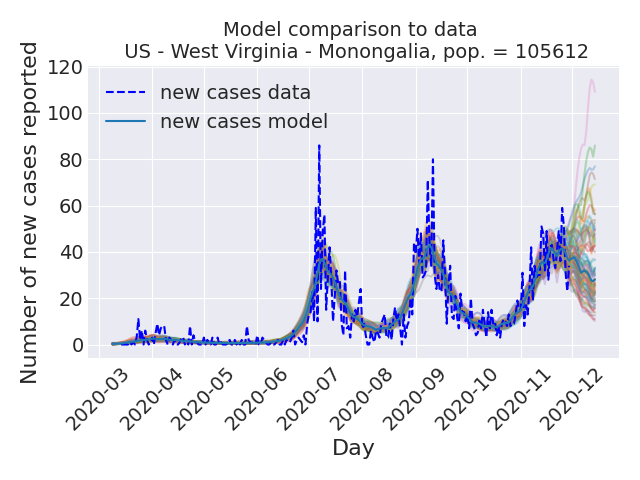 Model comparison to data
US - West Virginia - Monongalia, pop. = 105612
Number of new cases reported
120
100
80
60
40
20
0
new cases data
new cases model
2020-03
2020-04
2020-05
2020-06
2020-07
2020-08
2020-09
2020-10
2020-11
2020-12
Day